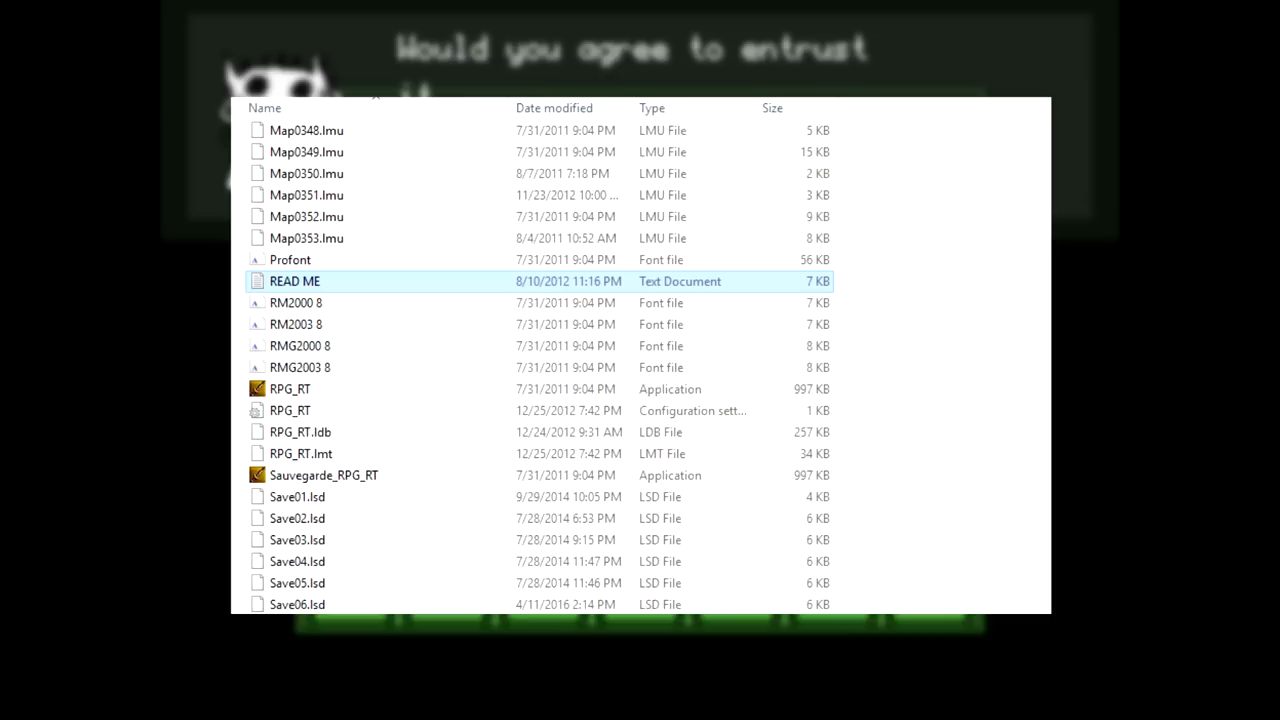 Would you agree to entrust
Name Date modified Type Size
Map0348.lmu 7/31/2011 9:04 PM LMU File 5 KB
Map0349.lmu 7/31/2011 9:04 PM LMU File 15 KB
Map0350.lmu 8/7/2011 7:18 PM LMU File 2 KB
Map0351.lmu 11/23/2012 10:00 ... LMU File 3 KB
Map0352.lmu 7/31/2011 9:04 PM LMU File 9 KB
Map0353.lmu 8/4/2011 10:52 AM LMU File 8 KB
Profont 7/31/2011 9:04 PM Font file 56 KB
READ ME 8/10/2012 11:16 PM Text Document 7 KB
RM2000 8 7/31/2011 9:04 PM Font file 7 KB
RM2003 8 7/31/2011 9:04 PM Font file 7 KB
RMG2000 8 7/31/2011 9:04 PM Font file 8 KB
RMG2003 8 7/31/2011 9:04 PM Font file 8 KB
RPG_RT 7/31/2011 9:04 PM Application 997 KB
RPG_RT 12/25/2012 7:42 PM Configuration sett... 1 KB
RPG_RT.ldb 12/24/2012 9:31 AM LDB File 257 KB
RPG_RT.lmt 12/25/2012 7:42 PM LMT File 34 KB
Sauvegarde_RPG_RT 7/31/2011 9:04 PM Application 997 KB
Save01.lsd 9/29/2014 10:05 PM LSD File 4 KB
Save02.lsd 7/28/2014 6:53 PM LSD File 6 KB
Save03.lsd 7/28/2014 9:15 PM LSD File 6 KB
Save04.lsd 7/28/2014 11:47 PM LSD File 6 KB
Save05.lsd 7/28/2014 11:46 PM LSD File 6 KB
Save06.lsd 4/11/2016 2:14 PM LSD File 6 KB